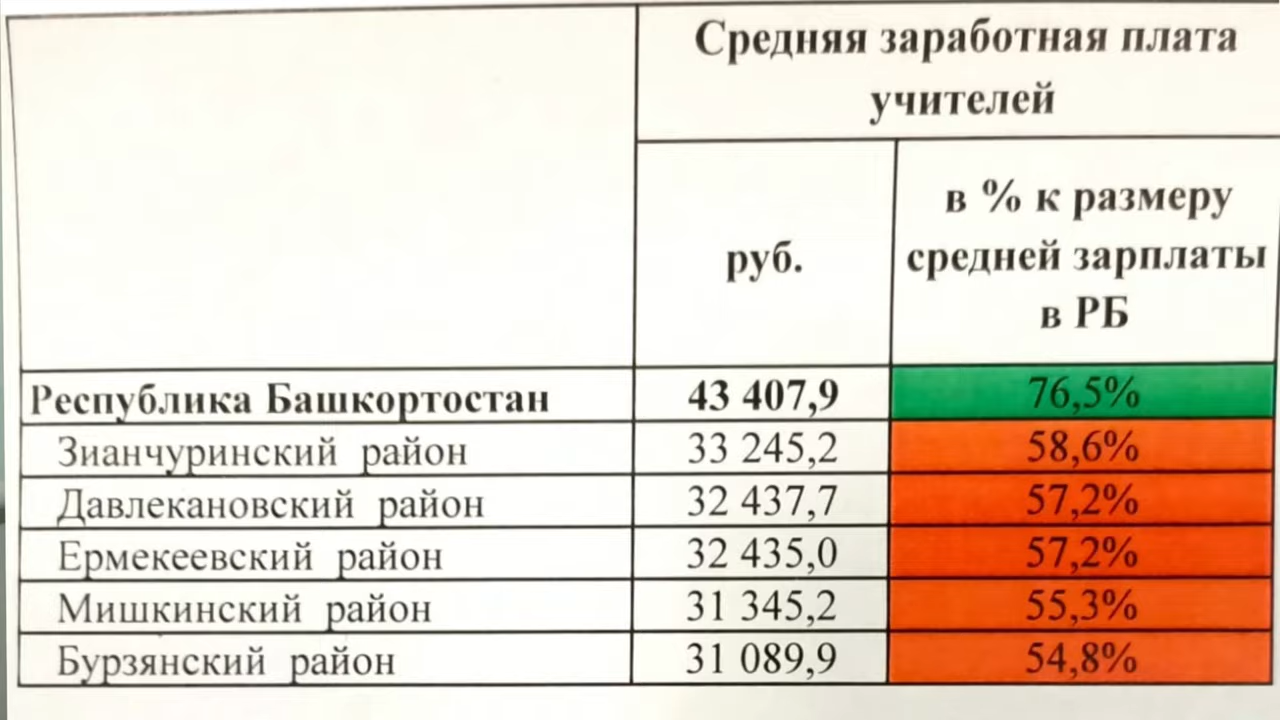 Средняя заработная плата
учителей
руб.
в % к размеру
средней зарплаты
в РБ
Республика Башкортостан 43 407,9 76,5%
Зианчуринский район 33 245,2 58,6%
Давлекановский район 32 437,7 57,2%
Ермекеевский район 32 435,0 57,2%
Мишкинский район 31 345,2 55,3%
Бурзянский район 31 089,9 54,8%